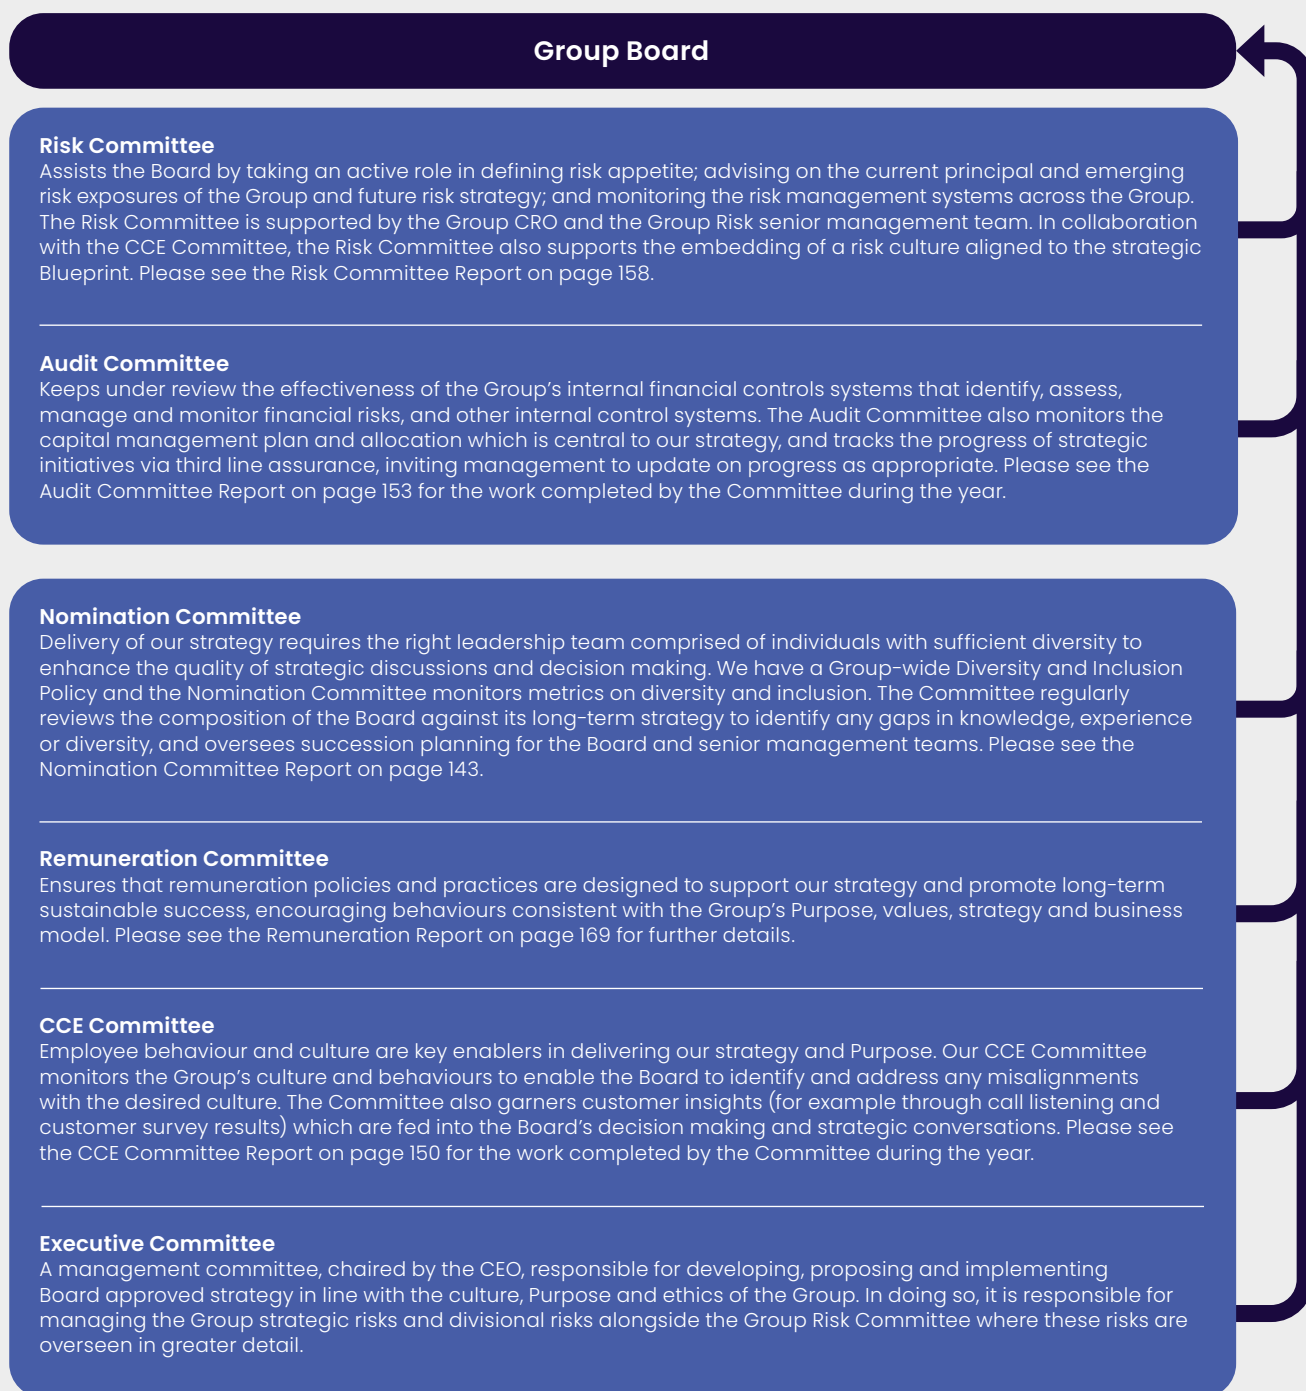 Group Board
Risk Committee
Assists the Board by taking an active role in defining risk appetite; advising on the current principal and emerging
risk exposures of the Group and future risk strategy; and monitoring the risk management systems across the Group.
The Risk Committee is supported by the Group CRO and the Group Risk senior management team. In collaboration
with the CCE Committee, the Risk Committee also supports the embedding of a risk culture aligned to the strategic
Blueprint. Please see the Risk Committee Report on page 158.
Audit Committee
Keeps under review the effectiveness of the Group’s internal financial controls systems that identify, assess,
manage and monitor financial risks, and other internal control systems. The Audit Committee also monitors the
capital management plan and allocation which is central to our strategy, and tracks the progress of strategic
initiatives via third line assurance, inviting management to update on progress as appropriate. Please see the
Audit Committee Report on page 153 for the work completed by the Committee during the year.
Nomination Committee
Delivery of our strategy requires the right leadership team comprised of individuals with sufficient diversity to
enhance the quality of strategic discussions and decision making. We have a Group-wide Diversity and Inclusion
Policy and the Nomination Committee monitors metrics on diversity and inclusion. The Committee regularly
reviews the composition of the Board against its long-term strategy to identify any gaps in knowledge, experience
or diversity, and oversees succession planning for the Board and senior management teams. Please see the
Nomination Committee Report on page 143.
Remuneration Committee
Ensures that remuneration policies and practices are designed to support our strategy and promote long-term
sustainable success, encouraging behaviours consistent with the Group’s Purpose, values, strategy and business
model. Please see the Remuneration Report on page 169 for further details.
CCE Committee
Employee behaviour and culture are key enablers in delivering our strategy and Purpose. Our CCE Committee
monitors the Group’s culture and behaviours to enable the Board to identify and address any misalignments
with the desired culture. The Committee also garners customer insights (for example through call listening and
customer survey results) which are fed into the Board’s decision making and strategic conversations. Please see
the CCE Committee Report on page 150 for the work completed by the Committee during the year.
Executive Committee
A management committee, chaired by the CEO, responsible for developing, proposing and implementing
Board approved strategy in line with the culture, Purpose and ethics of the Group. In doing so, it is responsible for
managing the Group strategic risks and divisional risks alongside the Group Risk Committee where these risks are
overseen in greater detail.